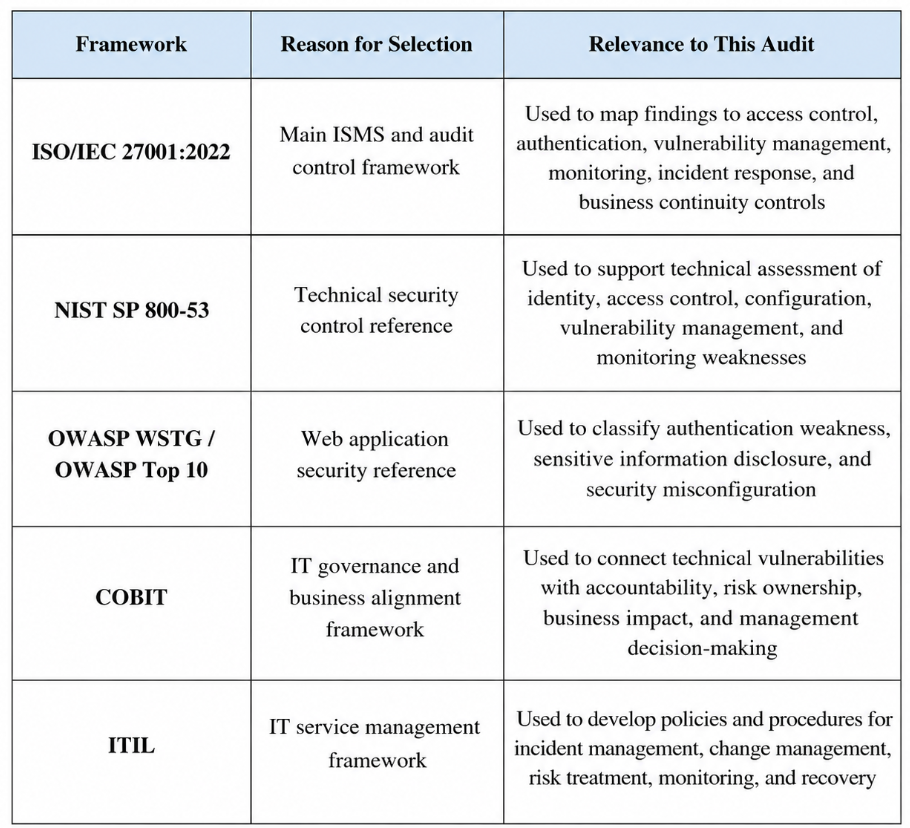 Framework
Reason for Selection
Relevance to This Audit
ISO/IEC 27001:2022
Main ISMS and audit
control framework
Used to map findings to access control,
authentication, vulnerability management,
monitoring, incident response, and
business continuity controls
NIST SP 800-53
Technical security
control reference
Used to support technical assessment of
identity, access control, configuration,
vulnerability management, and
monitoring weaknesses
OWASP WSTG /
OWASP Top 10
Web application
security reference
Used to classify authentication weakness,
sensitive information disclosure, and
security misconfiguration
COBIT
IT governance and
business alignment
framework
Used to connect technical vulnerabilities
with accountability, risk ownership,
business impact, and management
decision-making
ITIL
IT service management
framework
Used to develop policies and procedures for
incident management, change management,
risk treatment, monitoring, and recovery